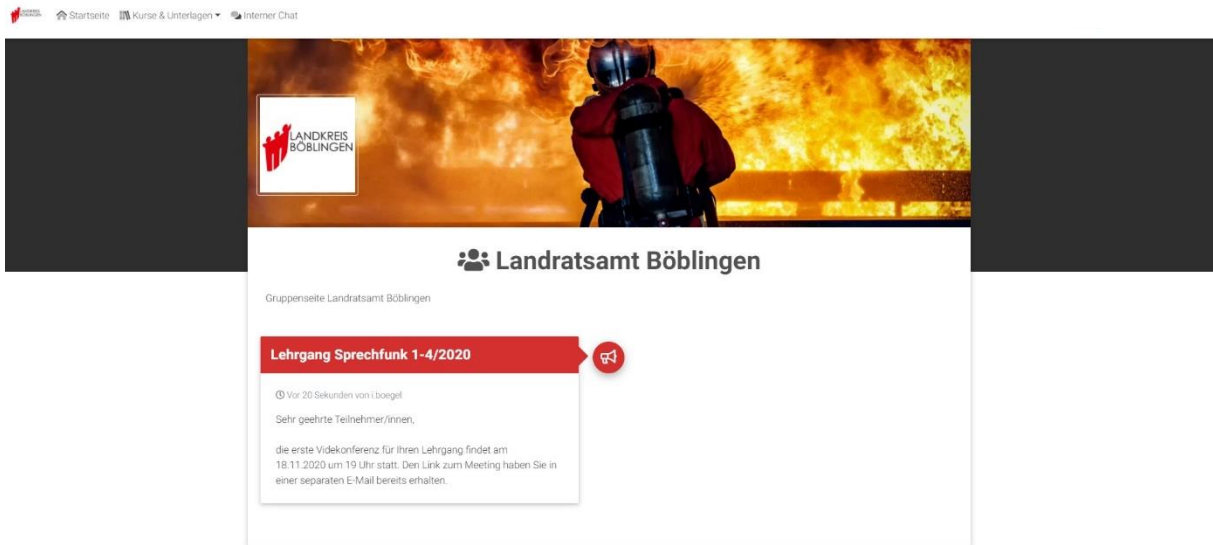 Startseite Kurse & Unterlagen Interner Chat
LANDKREIS
BÖBLINGEN
Landratsamt Böblingen
Gruppenseite Landratsamt Böblingen
Lehrgang Sprechfunk 1-4/2020
Vor 20 Sekunden von i.boegel
Sehr geehrte Teilnehmer/innen,
die erste Videkonferenz für Ihren Lehrgang findet am
18.11.2020 um 19 Uhr statt. Den Link zum Meeting haben Sie in
einer separaten E-Mail bereits erhalten.